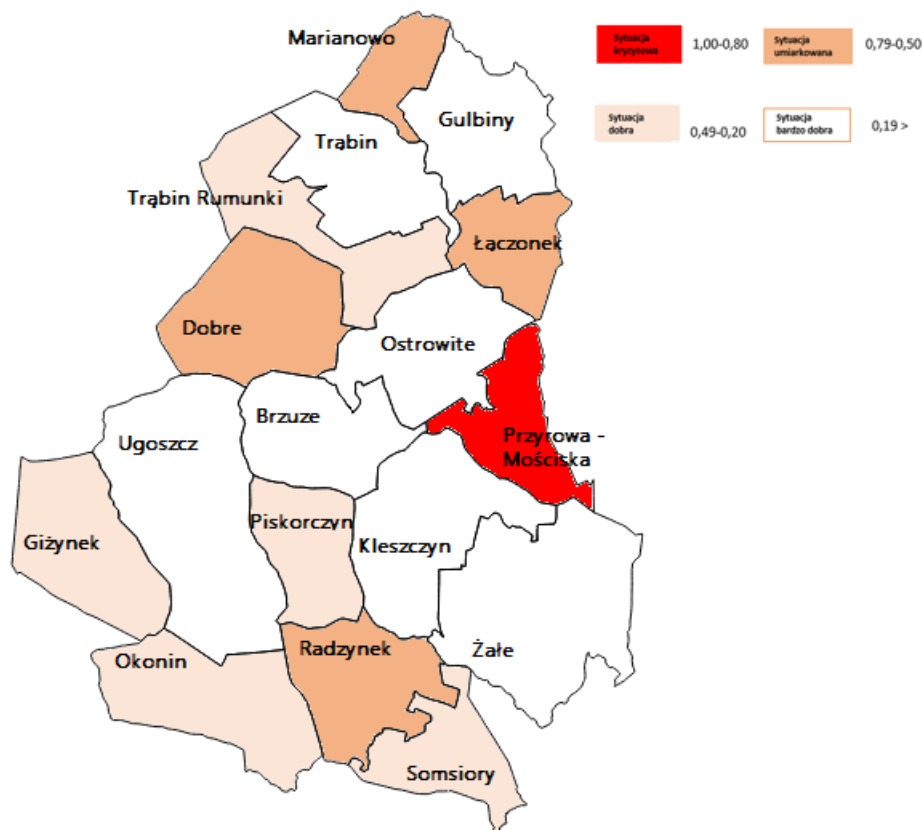 Marianowo
Sytuacja
kryzysowa
1,00-0,80
Sytuacja
umiarkowana
0,79-0,50
Gulbiny
Sytuacja
dobra
0,49-0,20
Sytuacja
bardzo dobra
0,19 >
Trąbin
Trąbin Rumunki
Łączonek
Dobre
Ostrowite
Brzuze
Ugoszcz
Przyrowa -
Mościska
Piskorczyn
Giżynek
Kleszczyn
Radzynek
Żałe
Okonin
Somsiory